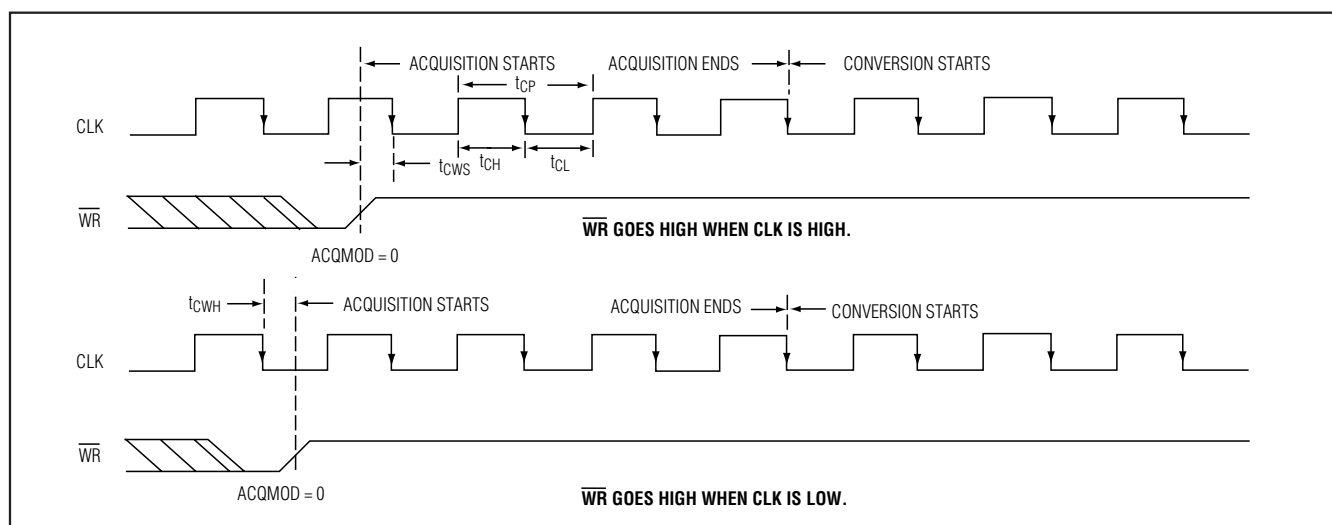 ACQUISITION STARTS
ACQUISITION ENDS
CONVERSION STARTS
tCP
CLK
tCWS
tCH
tCL
WR
WR GOES HIGH WHEN CLK IS HIGH.
ACQMOD = 0
tCWH
ACQUISITION STARTS
ACQUISITION ENDS
CONVERSION STARTS
CLK
WR
ACQMOD = 0
WR GOES HIGH WHEN CLK IS LOW.